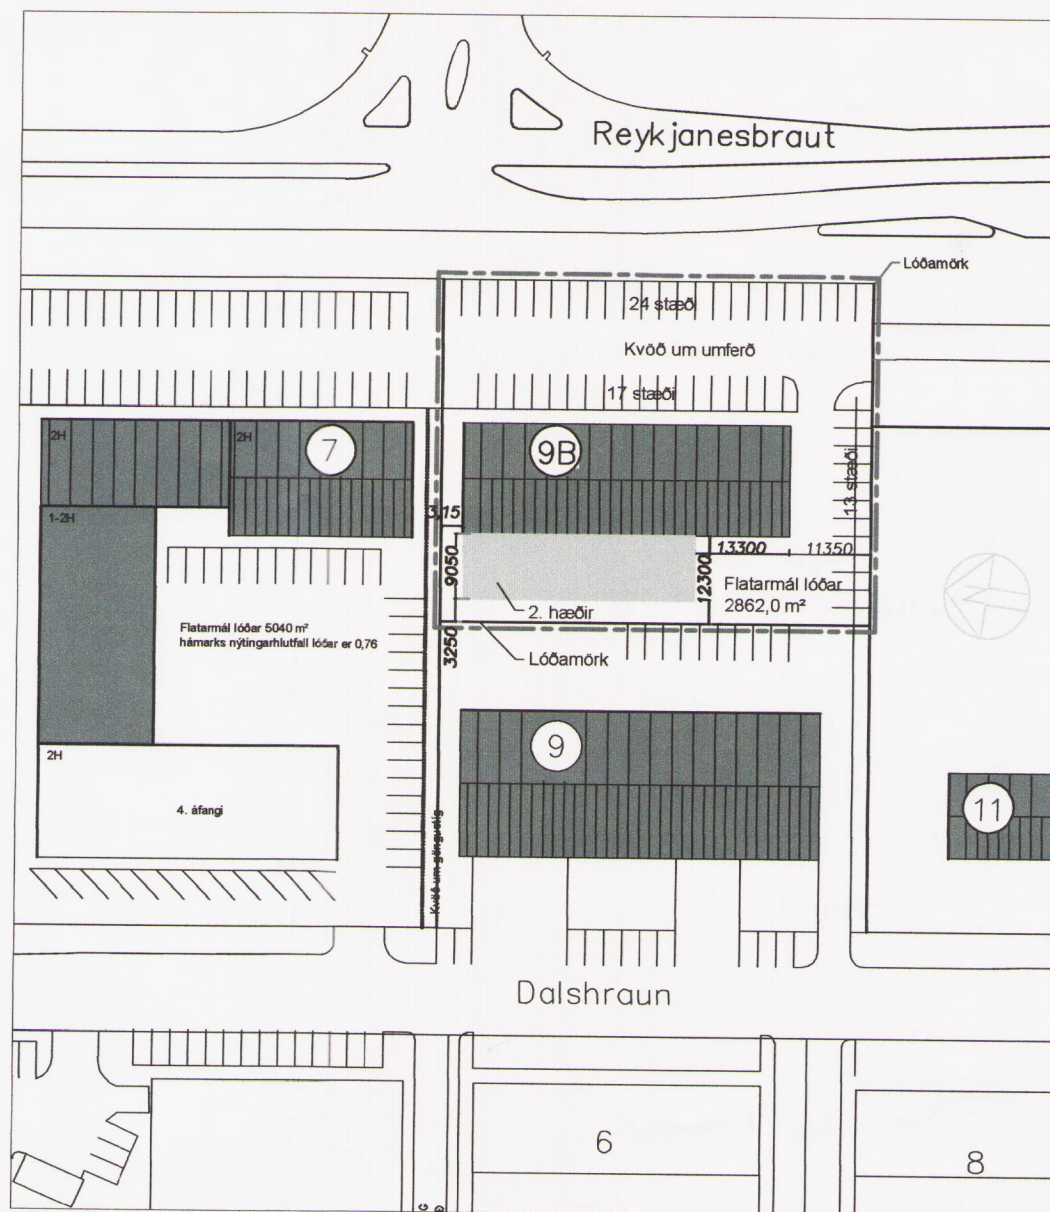 Reykjanesbraut
Lóðamörk
24 stæði
Kvöð um umferð
17 stæði
2H
2H
7
9B
13 stæði
1-2H
3,15
9050
12300
13300
11350
Flatarmál lóðar
2862,0 m²
2. hæðir
Flatarmál lóðar 5040 m²
hámarks nýtingarhlutfall lóðar er 0,76
3250
Lóðamörk
9
2H
4. áfangi
11
Kvöð um göngustíg
Dalshraun
6
8